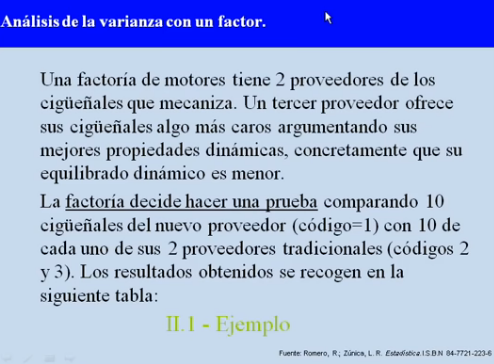 Análisis de la varianza con un factor.
Una factoría de motores tiene 2 proveedores de los
cigüeñales que mecaniza. Un tercer proveedor ofrece
sus cigüeñales algo más caros argumentando sus
mejores propiedades dinámicas, concretamente que su
equilibrado dinámico es menor.
La factoría decide hacer una prueba comparando 10
cigüeñales del nuevo proveedor (código=1) con 10 de
cada uno de sus 2 proveedores tradicionales (códigos 2
y 3). Los resultados obtenidos se recogen en la
siguiente tabla:
II.1 - Ejemplo
Fuente: Romero, R.; Zúnica, L. R. Estadística I.S.B.N 84-7721-223-6